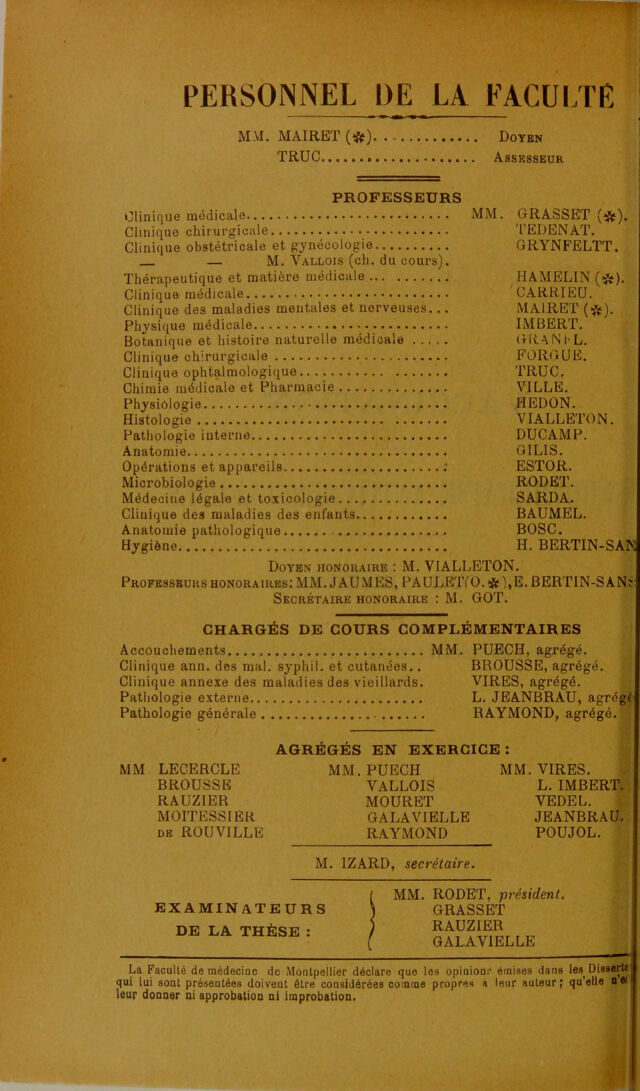 PERSONNEL DE LA FACULTÉ
MM. MAIRET (✻)............... DOYEN
TRUC..................... ASSESSEUR
PROFESSEURS
Clinique médicale.......................... MM. GRASSET (✻).
Clinique chirurgicale........................ TEDENAT.
Clinique obstétricale et gynécologie.......... GRYNFELTT.
— — M. VALLOIS (ch. du cours).
Thérapeutique et matière médicale............ HAMELIN (✻).
Clinique médicale........................... CARRIEU.
Clinique des maladies mentales et nerveuses... MAIRET (✻).
Physique médicale.......................... IMBERT.
Botanique et histoire naturelle médicale ..... GRANEL.
Clinique chirurgicale....................... FORGUE.
Clinique ophtalmologique.................... TRUC.
Chimie médicale et Pharmacie............... VILLE.
Physiologie................................ HEDON.
Histologie................................. VIALLETON.
Pathologie interne.......................... DUCAMP.
Anatomie.................................. GILIS.
Opérations et appareils...................... ESTOR.
Microbiologie.............................. RODET.
Médecine légale et toxicologie............... SARDA.
Clinique des maladies des enfants............ BAUMEL.
Anatomie pathologique...................... BOSC.
Hygiène................................... H. BERTIN-SAN
DOYEN HONORAIRE : M. VIALLETON.
PROFESSEURS HONORAIRES: MM. JAUMES, PAULET (O. ✻), E. BERTIN-SANS
SECRÉTAIRE HONORAIRE : M. GOT.
CHARGÉS DE COURS COMPLÉMENTAIRES
Accouchements.......................... MM. PUECH, agrégé.
Clinique ann. des mal. syphil. et cutanées.. BROUSSE, agrégé.
Clinique annexe des maladies des vieillards. VIRES, agrégé.
Pathologie externe....................... L. JEANBRAU, agrégé
Pathologie générale...................... RAYMOND, agrégé.
AGRÉGÉS EN EXERCICE :
MM LECERCLE MM. PUECH MM. VIRES.
BROUSSE VALLOIS L. IMBERT.
RAUZIER MOURET VEDEL.
MOITESSIER GALAVIELLE JEANBRAU.
DE ROUVILLE RAYMOND POUJOL.
M. IZARD, secrétaire.
EXAMINATEURS
DE LA THÈSE :
MM. RODET, président.
GRASSET
RAUZIER
GALAVIELLE
La Faculté de médecine de Montpellier déclare que les opinions émises dans les Disserta
qui lui sont présentées doivent être considérées comme propres à leur auteur; qu'elle n'en
leur donner ni approbation ni improbation.